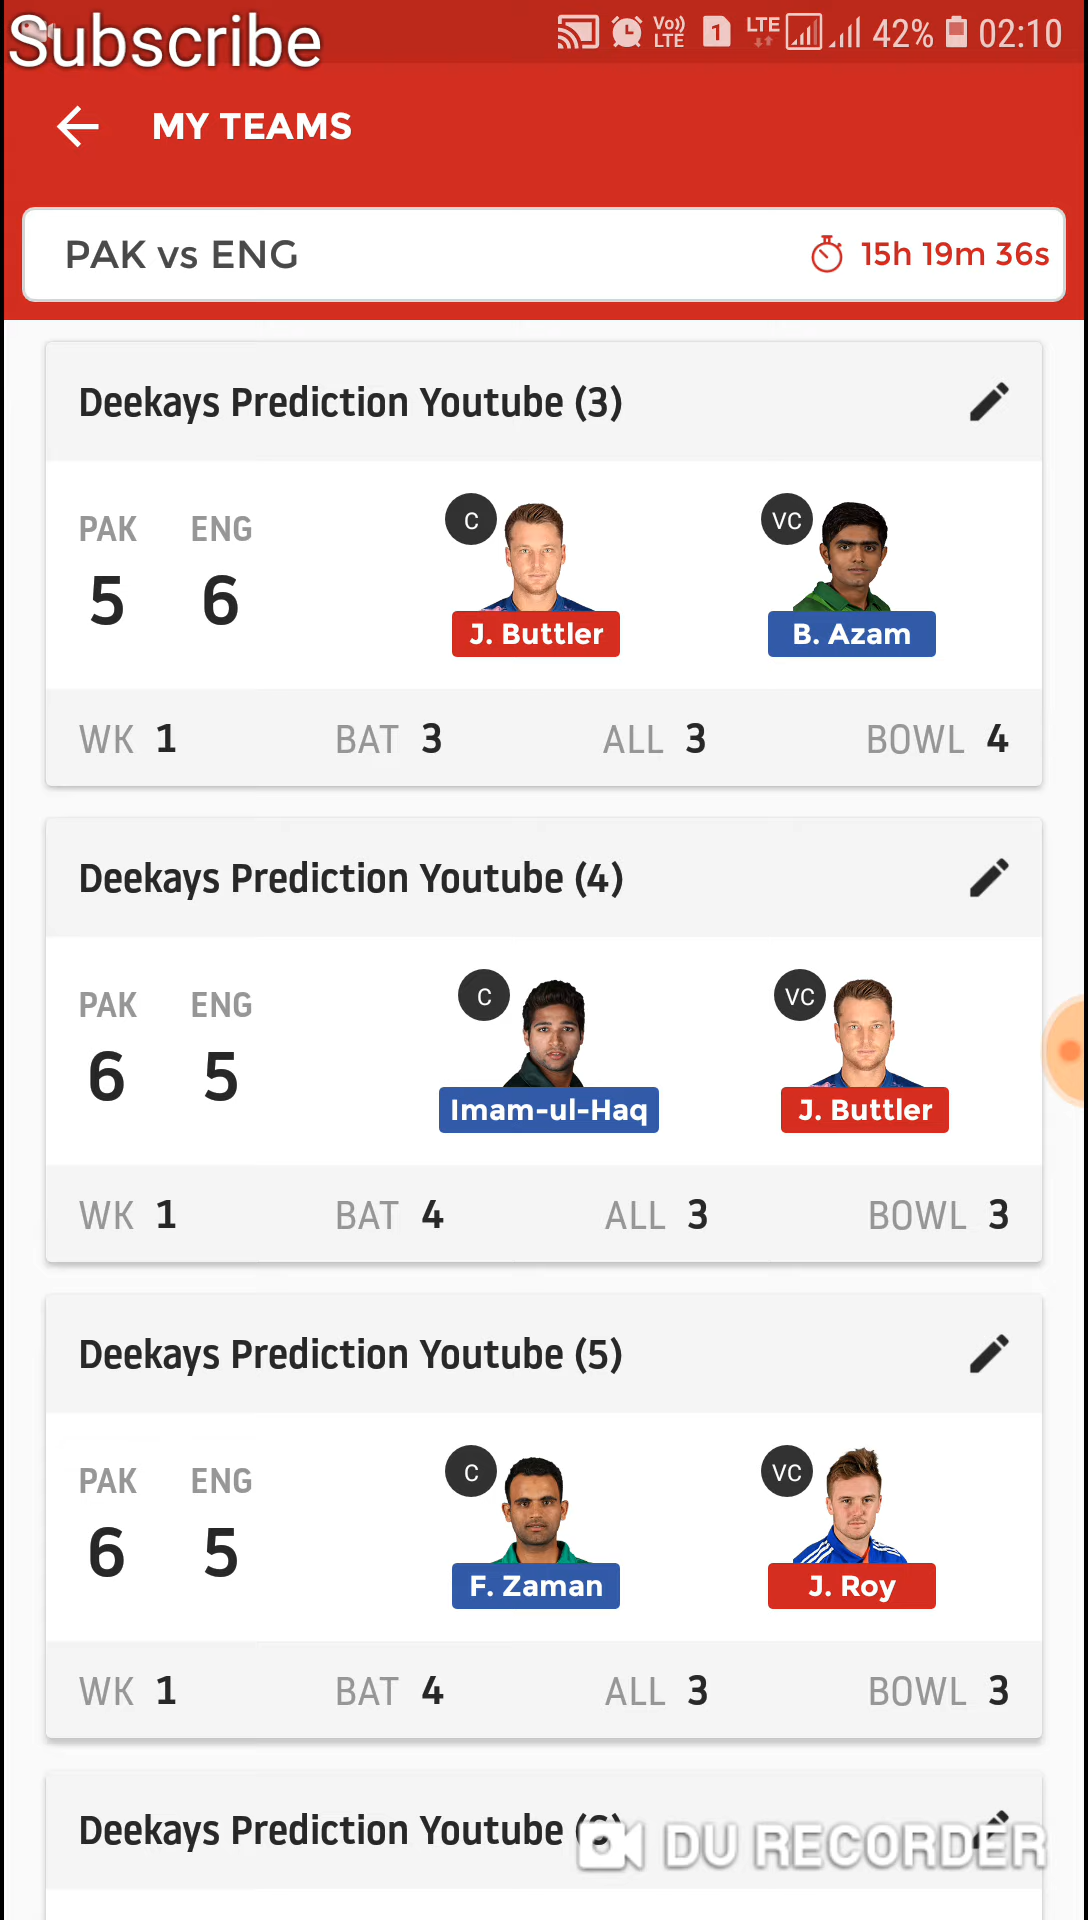 Subscribe
Vo)) LTE 1 LTE 42% 02:10
MY TEAMS
PAK vs ENG 15h 19m 36s
Deekays Prediction Youtube (3)
PAK ENG C VC
5 6
J. Buttler B. Azam
WK 1 BAT 3 ALL 3 BOWL 4
Deekays Prediction Youtube (4)
PAK ENG C VC
6 5
Imam-ul-Haq J. Buttler
WK 1 BAT 4 ALL 3 BOWL 3
Deekays Prediction Youtube (5)
PAK ENG C VC
6 5
F. Zaman J. Roy
WK 1 BAT 4 ALL 3 BOWL 3
Deekays Prediction Youtube
DU RECORDER